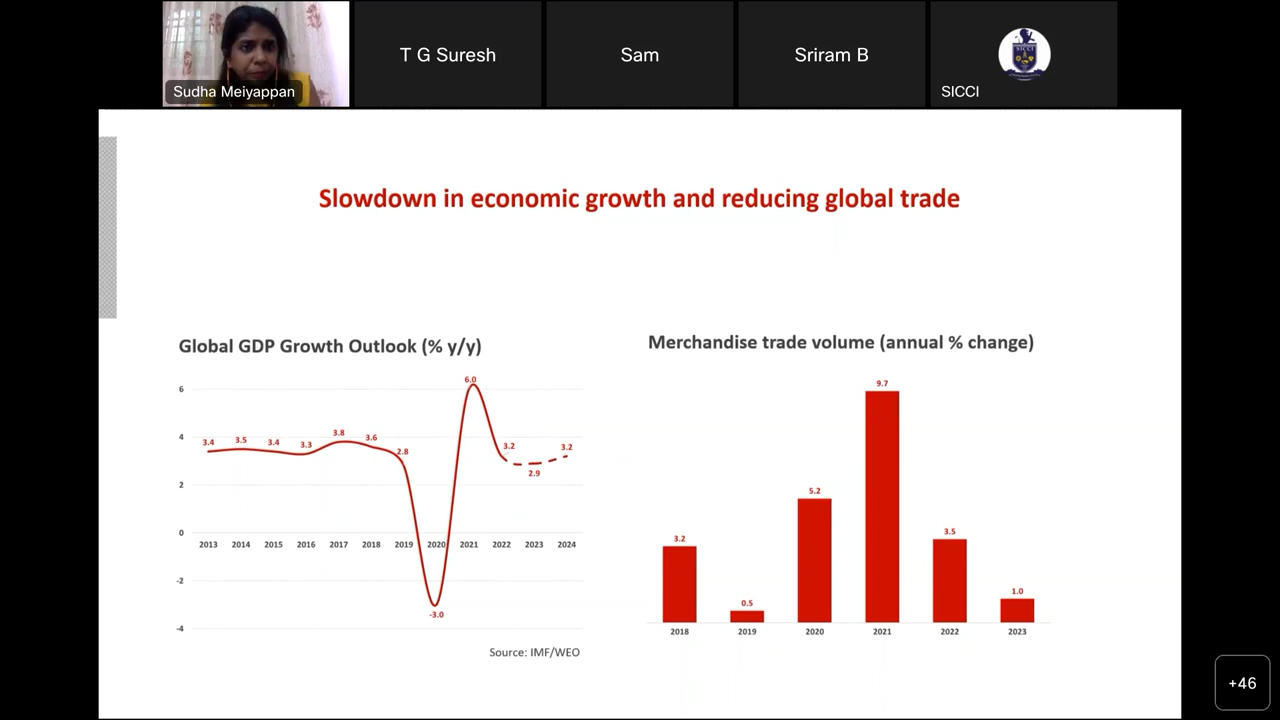 Sudha Meiyappan
T G Suresh
Sam
Sriram B
SICCI
SICCI
Slowdown in economic growth and reducing global trade
Global GDP Growth Outlook (% y/y)
6
4
2
0
-2
-4
3.4
3.5
3.4
3.3
3.8
3.6
2.8
-3.0
6.0
3.2
2.9
3.2
2013 2014 2015 2016 2017 2018 2019 2020 2021 2022 2023 2024
Source: IMF/WEO
Merchandise trade volume (annual % change)
3.2
0.5
5.2
9.7
3.5
1.0
2018 2019 2020 2021 2022 2023
+46